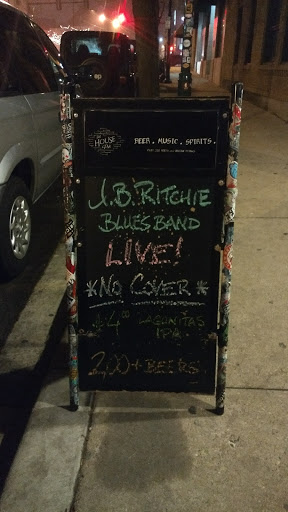 HOUSE
BEER. MUSIC. SPIRITS.
J.B. RITCHIE
BLUES BAND
LIVE!
*NO COVER*
$4.00 LAGUNITAS
IPA
200+ BEERS